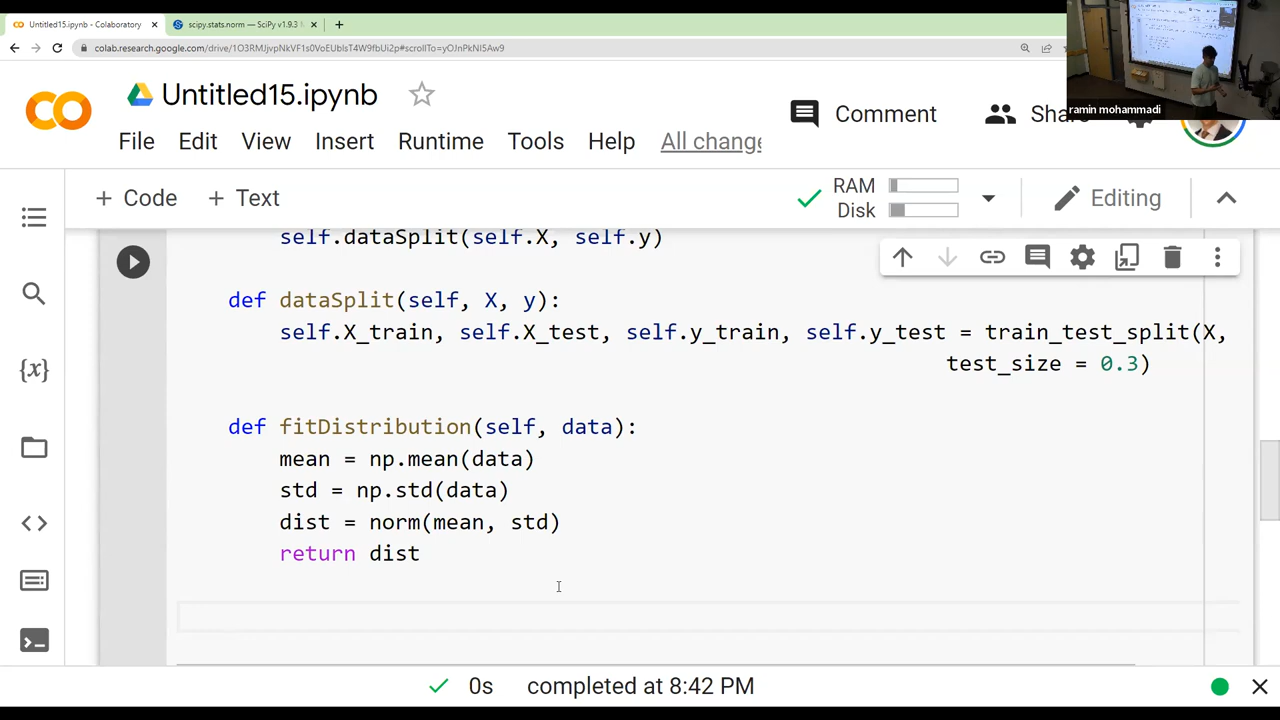 Untitled15.ipynb - Colaboratory
scipy.stats.norm — SciPy v1.9.3
colab.research.google.com/drive/1O3RMJjvpNkVF1s0VoEUblsT4W9fbUi2p#scrollTo=yOJnPkNI5Aw9
ramin mohammadi
Untitled15.ipynb
Comment
Share
File Edit View Insert Runtime Tools Help All change
+ Code + Text
RAM
Disk
Editing
self.dataSplit(self.X, self.y)
def dataSplit(self, X, y):
self.X_train, self.X_test, self.y_train, self.y_test = train_test_split(X,
test_size = 0.3)
def fitDistribution(self, data):
mean = np.mean(data)
std = np.std(data)
dist = norm(mean, std)
return dist
{x}
0s completed at 8:42 PM